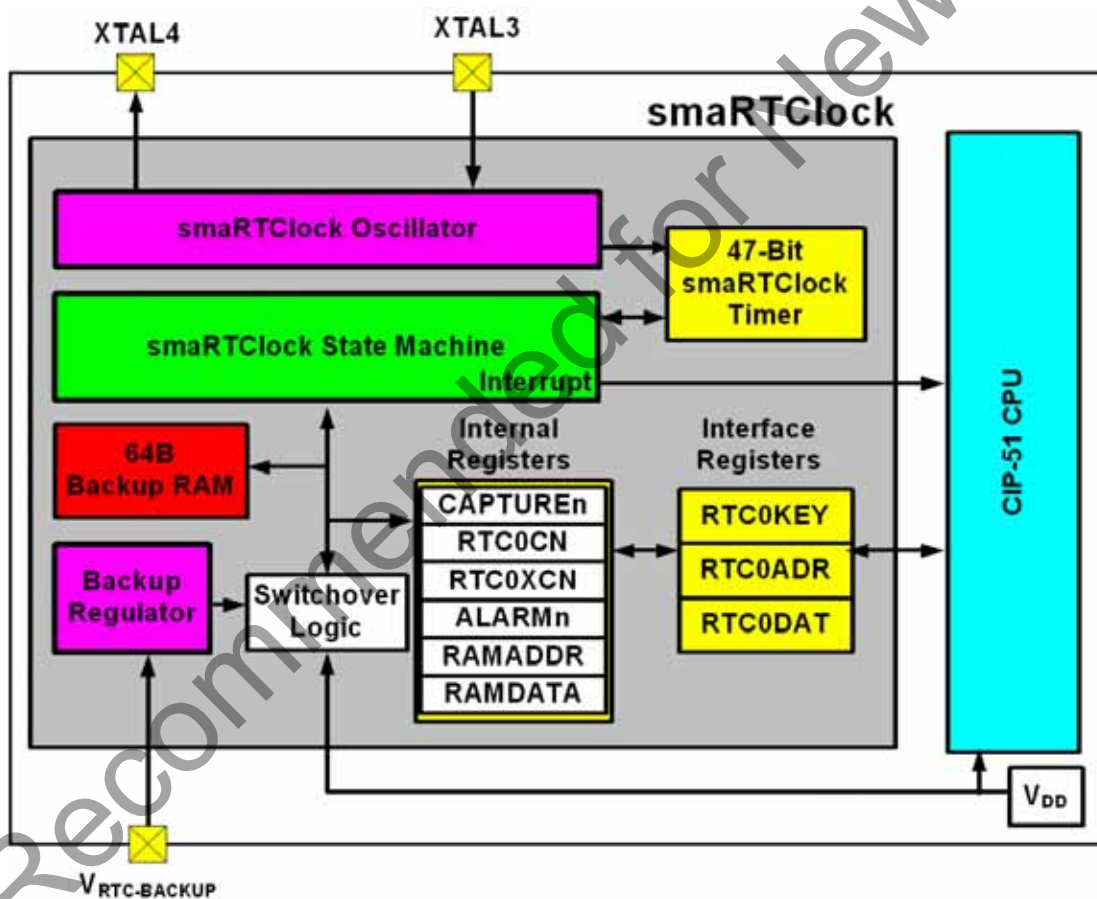 XTAL4
XTAL3
smaRTClock
smaRTClock Oscillator
47-Bit
smaRTClock
Timer
smaRTClock State Machine
Interrupt
CIP-51 CPU
64B
Backup RAM
Internal
Registers
Interface
Registers
CAPTUREn
RTC0CN
RTC0XCN
ALARMn
RAMADDR
RAMDATA
RTC0KEY
RTC0ADR
RTC0DAT
Backup
Regulator
Switchover
Logic
VDD
VRTC-BACKUP
Recommended for New